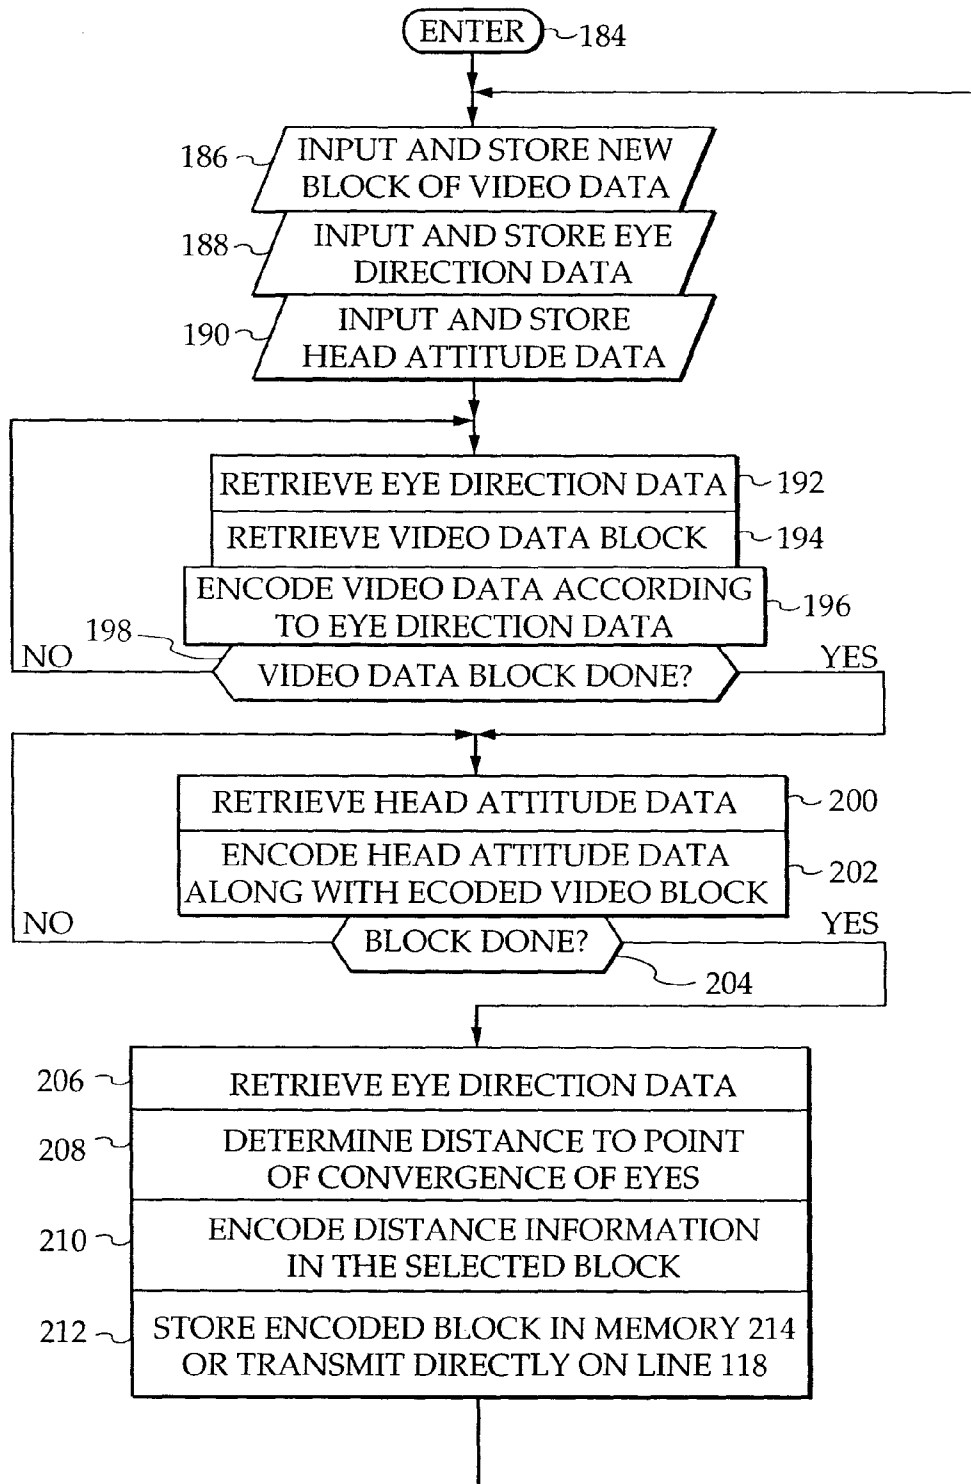 ENTER 184
186 INPUT AND STORE NEW
BLOCK OF VIDEO DATA
188 INPUT AND STORE EYE
DIRECTION DATA
190 INPUT AND STORE
HEAD ATTITUDE DATA
RETRIEVE EYE DIRECTION DATA 192
RETRIEVE VIDEO DATA BLOCK 194
ENCODE VIDEO DATA ACCORDING
TO EYE DIRECTION DATA 196
198
NO VIDEO DATA BLOCK DONE? YES
RETRIEVE HEAD ATTITUDE DATA 200
ENCODE HEAD ATTITUDE DATA
ALONG WITH ECODED VIDEO BLOCK 202
NO BLOCK DONE? YES
204
206 RETRIEVE EYE DIRECTION DATA
208 DETERMINE DISTANCE TO POINT
OF CONVERGENCE OF EYES
210 ENCODE DISTANCE INFORMATION
IN THE SELECTED BLOCK
212 STORE ENCODED BLOCK IN MEMORY 214
OR TRANSMIT DIRECTLY ON LINE 118